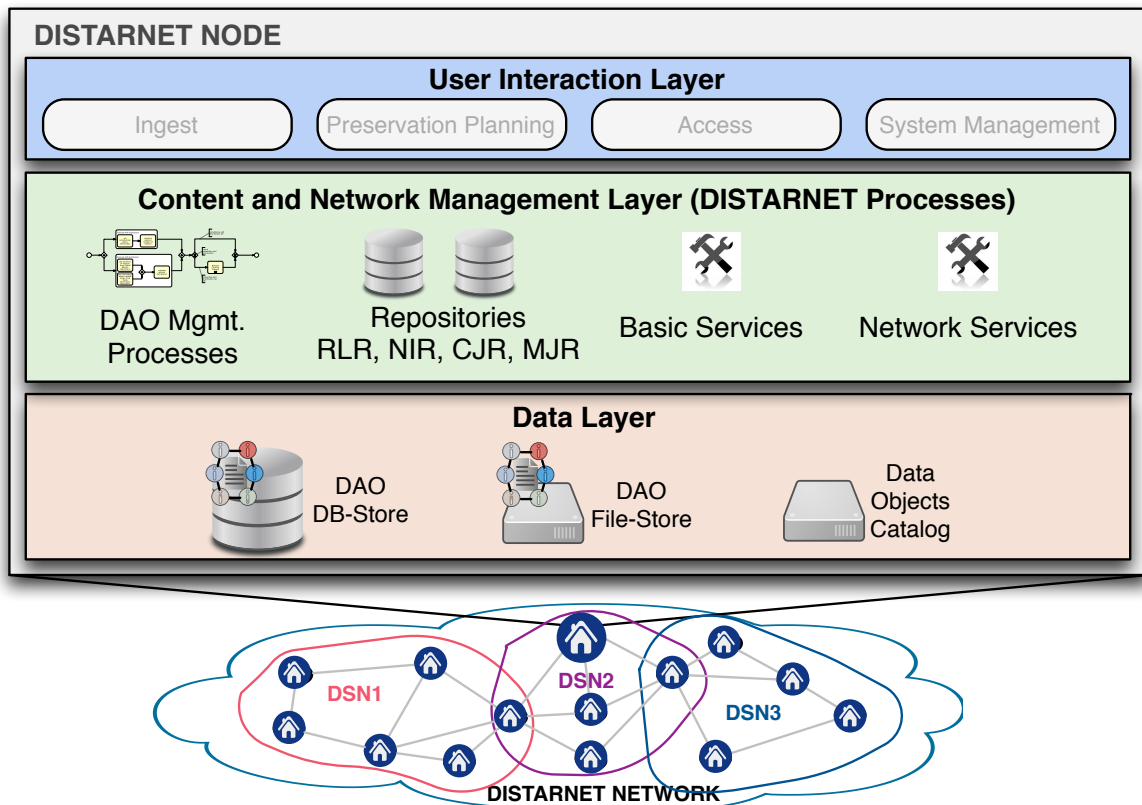 DISTARNET NODE
User Interaction Layer
Ingest
Preservation Planning
Access
System Management
Content and Network Management Layer (DISTARNET Processes)
DAO Mgmt.
Processes
Repositories
RLR, NIR, CJR, MJR
Basic Services
Network Services
Data Layer
DAO
DB-Store
DAO
File-Store
Data
Objects
Catalog
DSN1
DSN2
DSN3
DISTARNET NETWORK